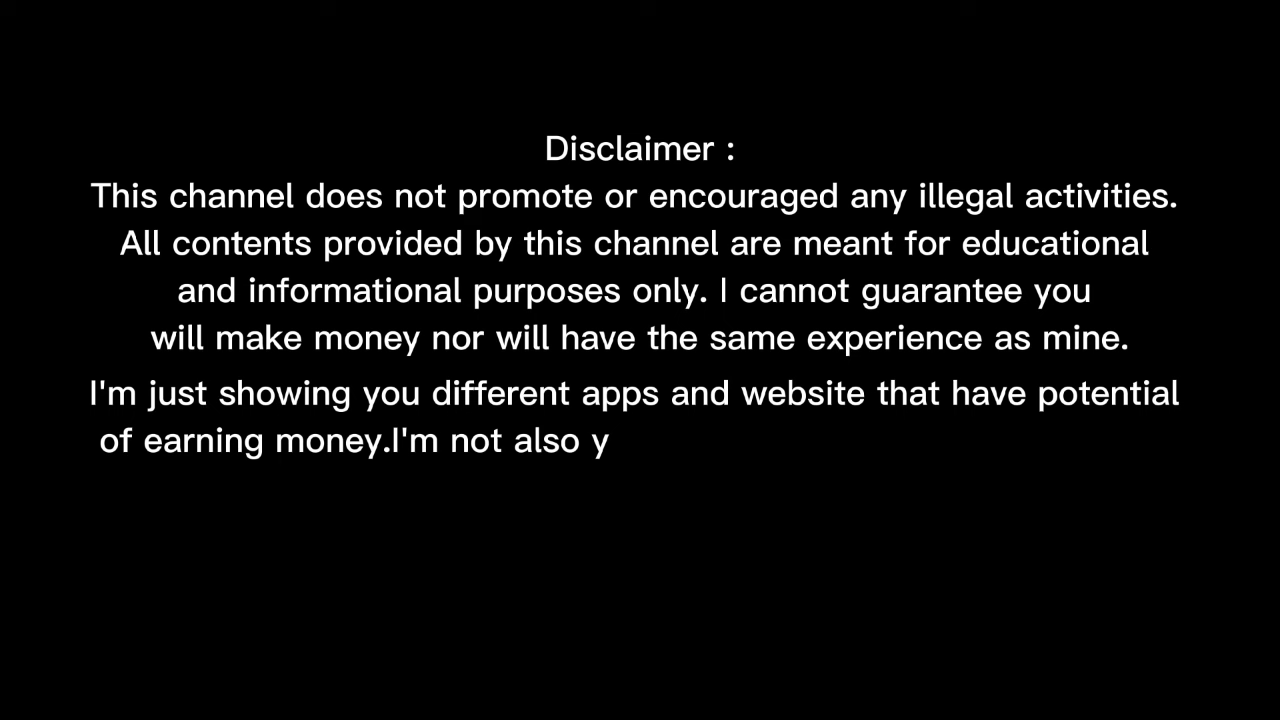 Disclaimer :
This channel does not promote or encouraged any illegal activities.
All contents provided by this channel are meant for educational
and informational purposes only. I cannot guarantee you
will make money nor will have the same experience as mine.
I'm just showing you different apps and website that have potential
of earning money.I'm not also y